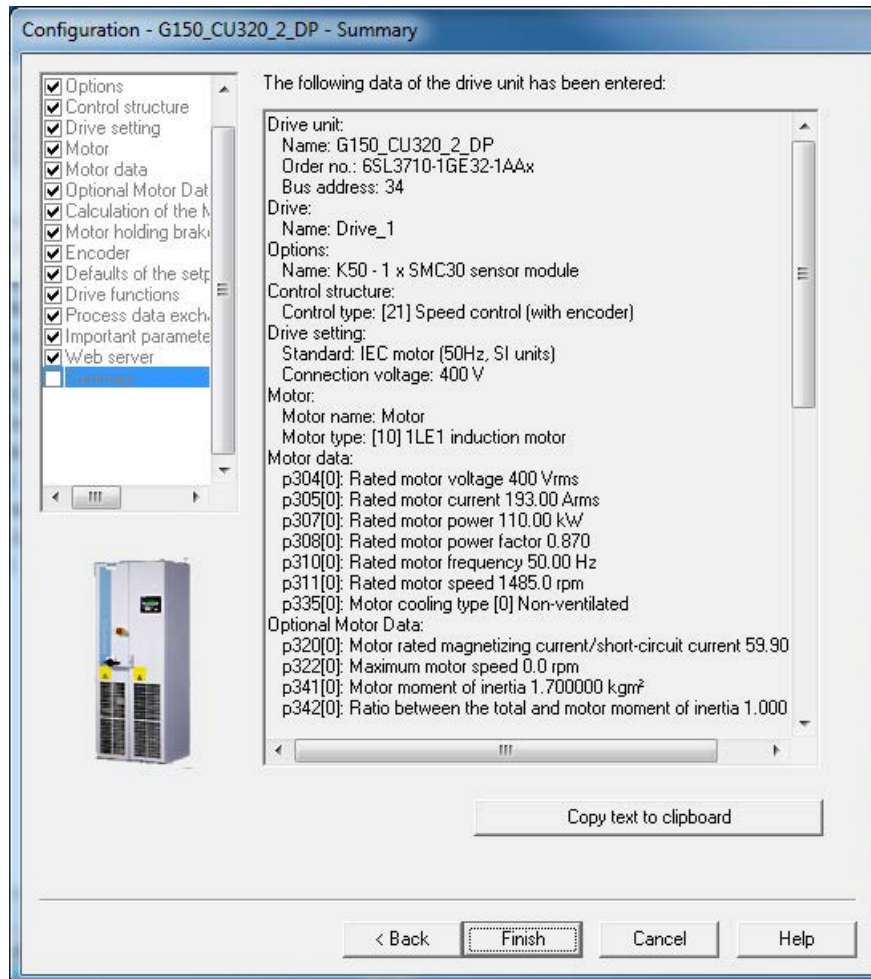 Configuration - G150_CU320_2_DP - Summary
Options
Control structure
Drive setting
Motor
Motor data
Optional Motor Dat
Calculation of the M
Motor holding brak
Encoder
Defaults of the setp
Drive functions
Process data exch
Important paramete
Web server
Summary
The following data of the drive unit has been entered:
Drive unit:
Name: G150_CU320_2_DP
Order no.: 6SL3710-1GE32-1AAx
Bus address: 34
Drive:
Name: Drive_1
Options:
Name: K50 - 1 x SMC30 sensor module
Control structure:
Control type: [21] Speed control (with encoder)
Drive setting:
Standard: IEC motor (50Hz, SI units)
Connection voltage: 400 V
Motor:
Motor name: Motor
Motor type: [10] 1LE1 induction motor
Motor data:
p304[0]: Rated motor voltage 400 Vrms
p305[0]: Rated motor current 193.00 Arms
p307[0]: Rated motor power 110.00 kW
p308[0]: Rated motor power factor 0.870
p310[0]: Rated motor frequency 50.00 Hz
p311[0]: Rated motor speed 1485.0 rpm
p335[0]: Motor cooling type [0] Non-ventilated
Optional Motor Data:
p320[0]: Motor rated magnetizing current/short-circuit current 59.90
p322[0]: Maximum motor speed 0.0 rpm
p341[0]: Motor moment of inertia 1.700000 kgm²
p342[0]: Ratio between the total and motor moment of inertia 1.000
Copy text to clipboard
< Back
Finish
Cancel
Help